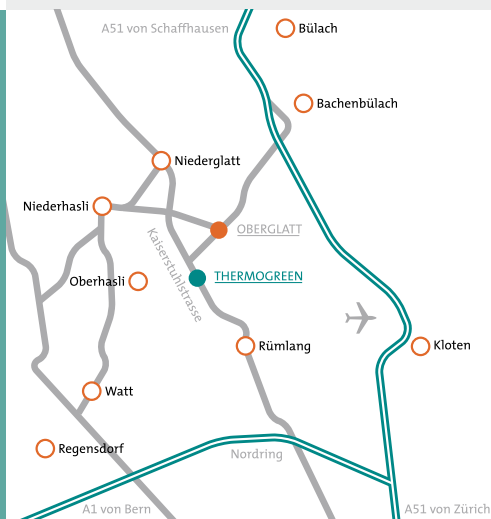 A51 von Schaffhausen
Bülach
Bachenbülach
Niederglatt
Niederhasli
OBERGLATT
Kaiserstuhlstrasse
Oberhasli
THERMOGREEN
Rümlang
Kloten
Watt
Regensdorf
Nordring
A1 von Bern
A51 von Zürich